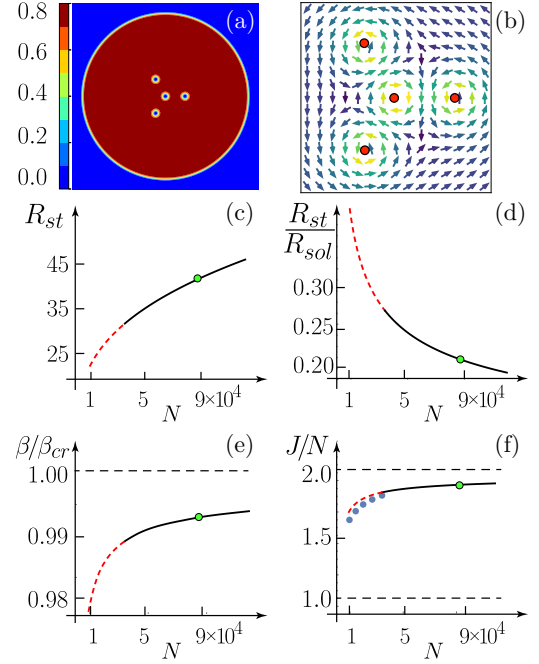 0.8
0.6
0.4
0.2
0.0
(a)
(b)
R_st
(c)
45
35
25
1
5
9×10^4
N
R_st/R_sol
(d)
0.30
0.25
0.20
1
5
9×10^4
N
β/β_cr
(e)
1.00
0.99
0.98
1
5
9×10^4
N
J/N
(f)
2.0
1.5
1.0
1
5
9×10^4
N